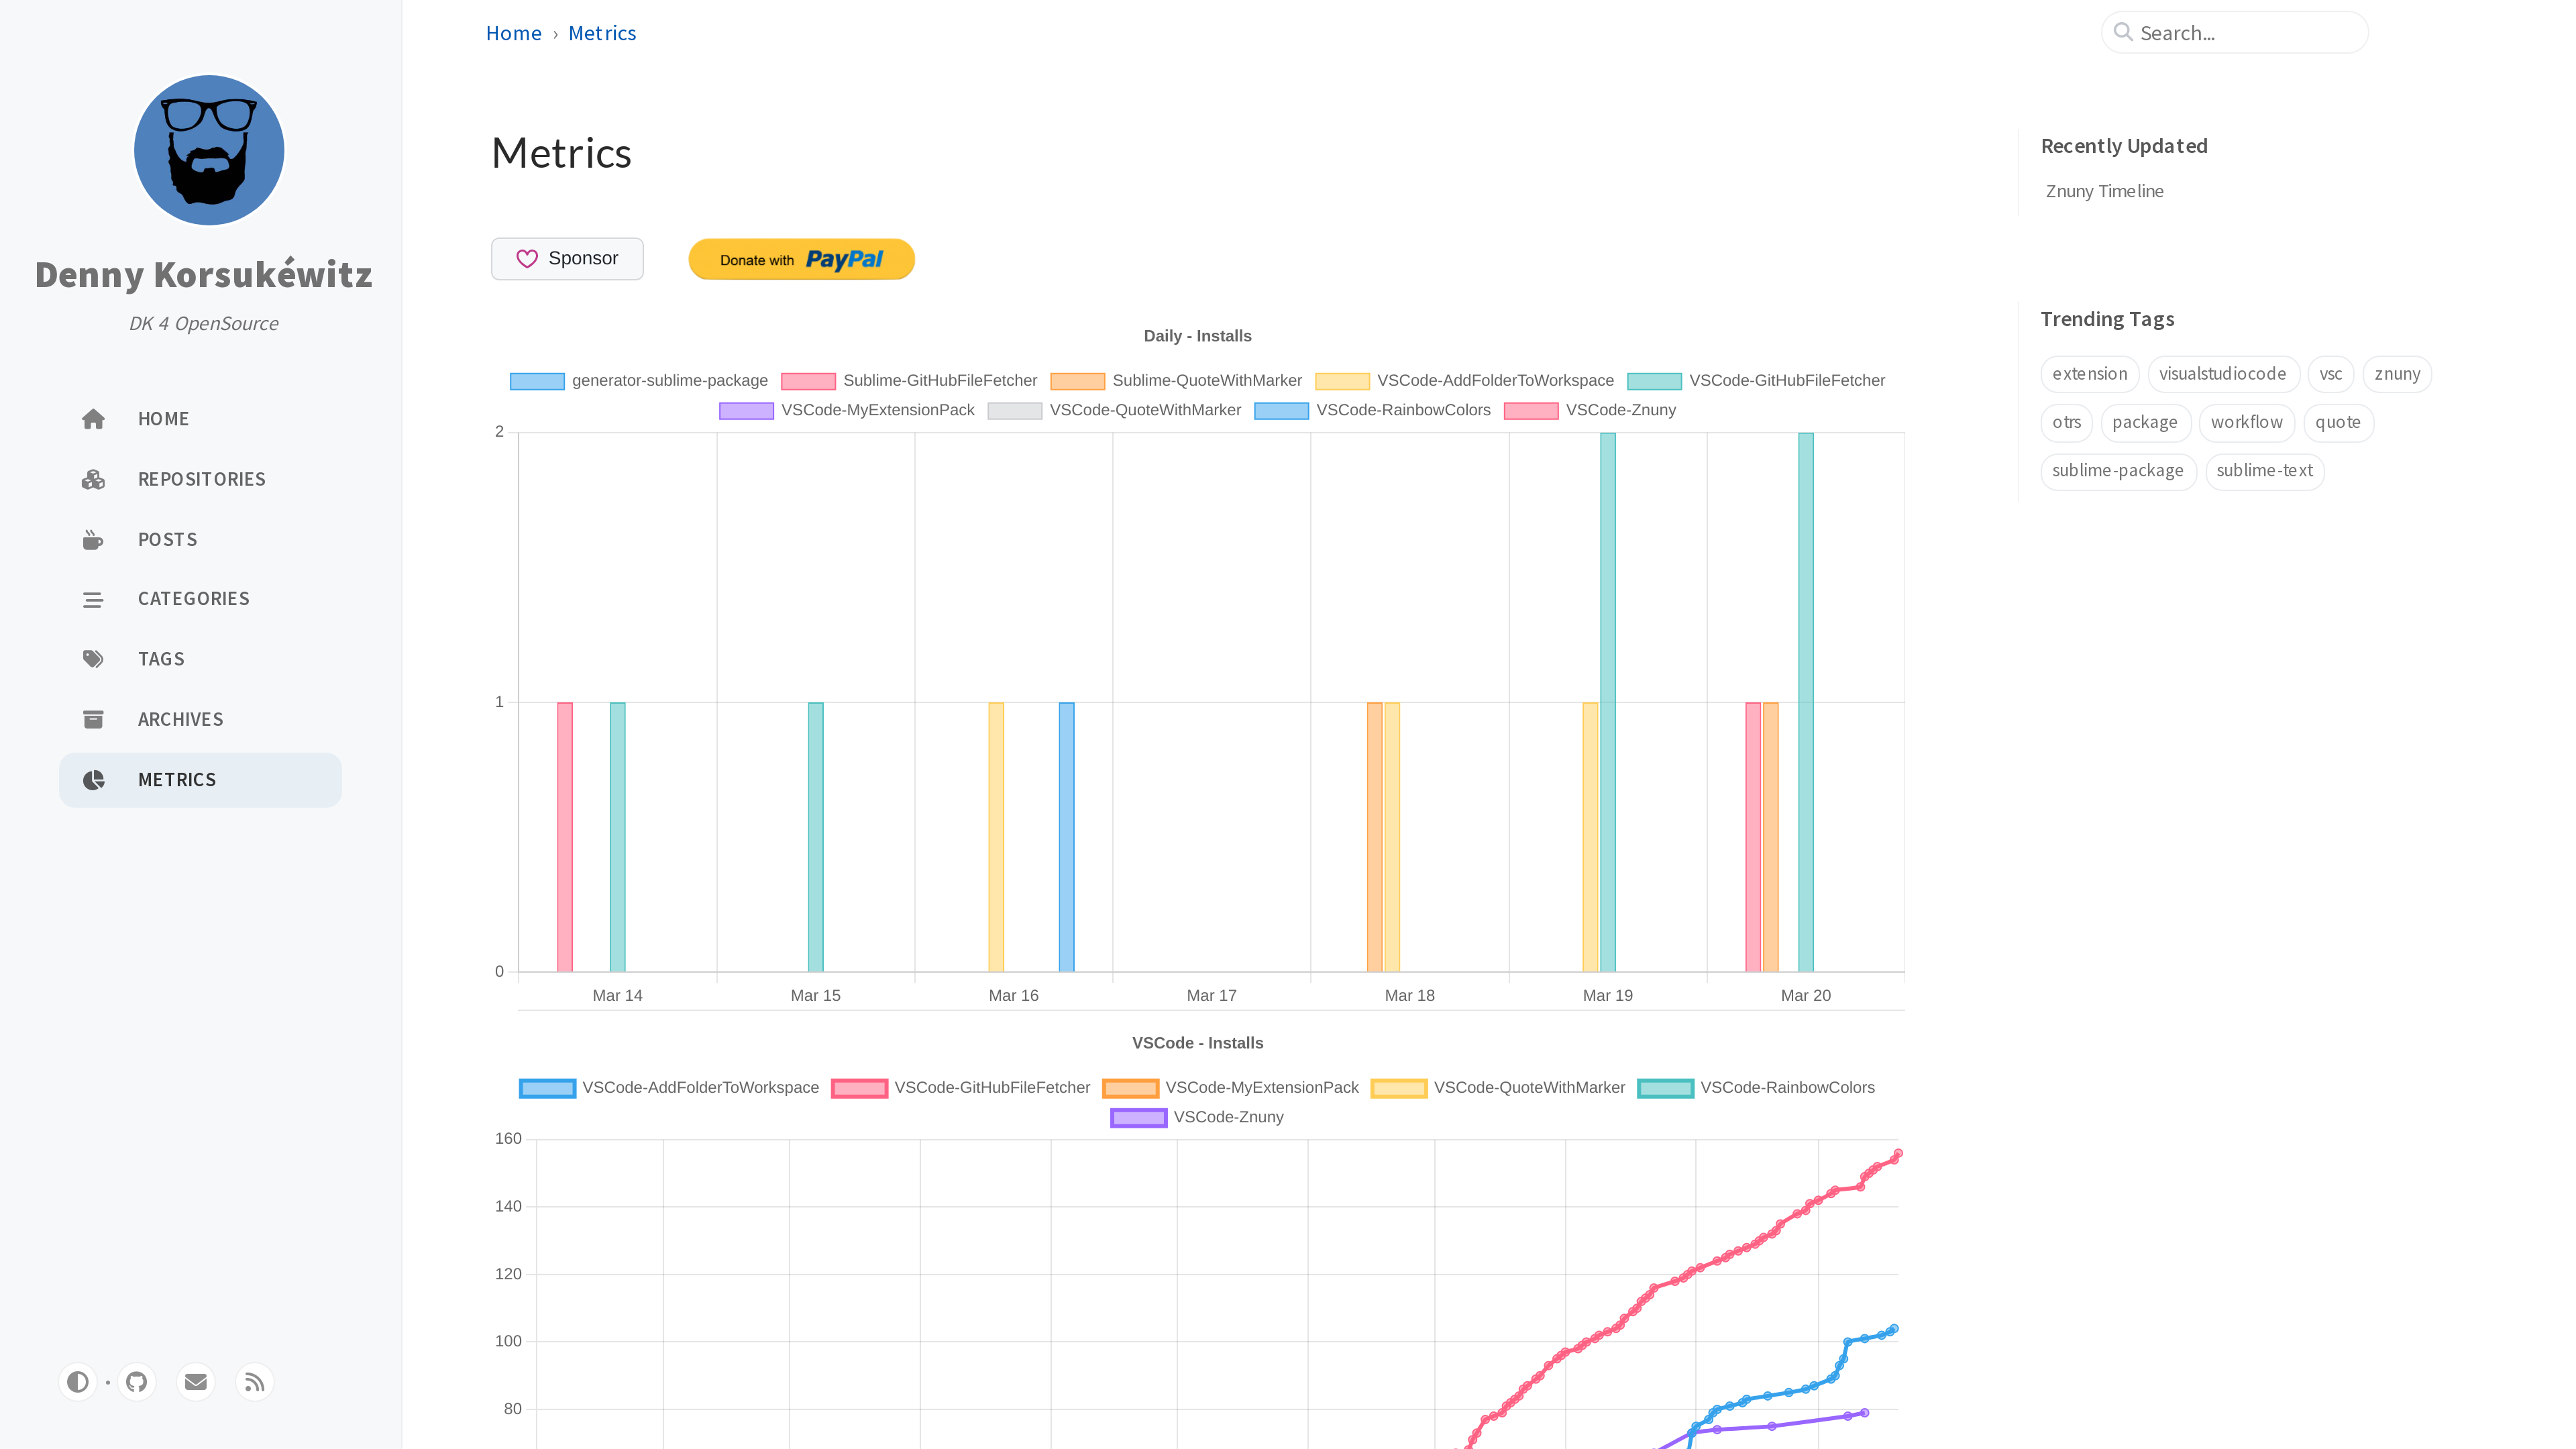 Denny Korsukéwitz
DK 4 OpenSource
HOME
REPOSITORIES
POSTS
CATEGORIES
TAGS
ARCHIVES
METRICS
Home › Metrics
Search...
Metrics
Sponsor
Donate with PayPal
Daily - Installs
generator-sublime-package Sublime-GitHubFileFetcher Sublime-QuoteWithMarker VSCode-AddFolderToWorkspace VSCode-GitHubFileFetcher
VSCode-MyExtensionPack VSCode-QuoteWithMarker VSCode-RainbowColors VSCode-Znuny
2
1
0
Mar 14 Mar 15 Mar 16 Mar 17 Mar 18 Mar 19 Mar 20
VSCode - Installs
VSCode-AddFolderToWorkspace VSCode-GitHubFileFetcher VSCode-MyExtensionPack VSCode-QuoteWithMarker VSCode-RainbowColors
VSCode-Znuny
160
140
120
100
80
Recently Updated
Znuny Timeline
Trending Tags
extension visualstudiocode vsc znuny
otrs package workflow quote
sublime-package sublime-text